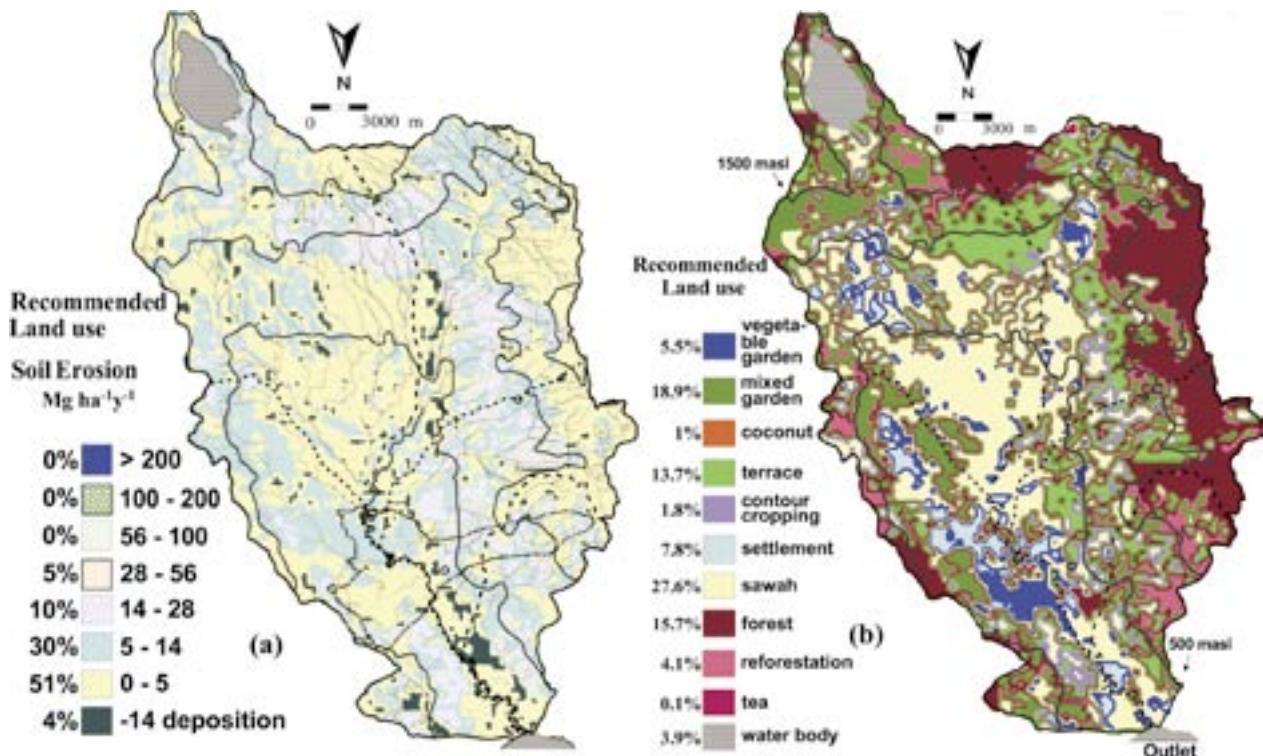 N
0 3000 m
Recommended
Land use
Soil Erosion
Mg ha⁻¹y⁻¹
0% > 200
0% 100 - 200
0% 56 - 100
5% 28 - 56
10% 14 - 28
30% 5 - 14
51% 0 - 5
4% -14 deposition
(a)
N
0 3000 m
1500 masl
Recommended
Land use
5.5% vegeta-
ble
garden
18.9% mixed
garden
1% coconut
13.7% terrace
1.8% contour
cropping
7.8% settlement
27.6% sawah
15.7% forest
4.1% reforestation
0.1% tea
3.9% water body
(b)
500 masl
Outlet